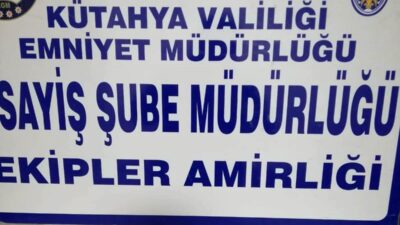 KÜTAHYA VALİLİĞİ
EMNİYET MÜDÜRLÜĞÜ
SAYİŞ ŞUBE MÜDÜRLÜĞÜ
EKİPLER AMİRLİĞİ